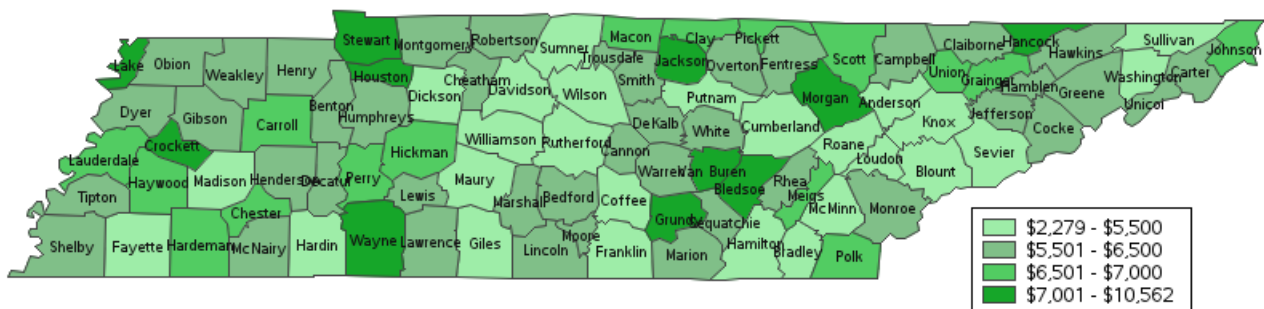 Stewart
Montgomery
Robertson
Sumner
Macon
Clay
Pickett
Lake
Obion
Weakley
Henry
Houston
Cheatham
Davidson
Trousdale
Smith
Jackson
Overton
Fentress
Scott
Campbell
Claiborne
Hancock
Hawkins
Sullivan
Johnson
Union
Grainger
Hamblen
Greene
Washington
Carter
Unicol
Dyer
Gibson
Carroll
Benton
Humphreys
Dickson
Wilson
Putnam
Morgan
Anderson
Knox
Jefferson
Cocke
Crockett
Lauderdale
Haywood
Madison
Henderson
Decatur
Perry
Hickman
Williamson
Rutherford
Cannon
DeKalb
White
Cumberland
Roane
Loudon
Blount
Sevier
Tipton
Chester
Lewis
Maury
Marshall
Bedford
Coffee
Warren
Van Buren
Bledsoe
Rhea
Meigs
McMinn
Monroe
Shelby
Fayette
Hardeman
McNairy
Hardin
Wayne
Lawrence
Giles
Lincoln
Moore
Franklin
Grundy
Sequatchie
Marion
Hamilton
Bradley
Polk
$2,279 - $5,500
$5,501 - $6,500
$6,501 - $7,000
$7,001 - $10,562